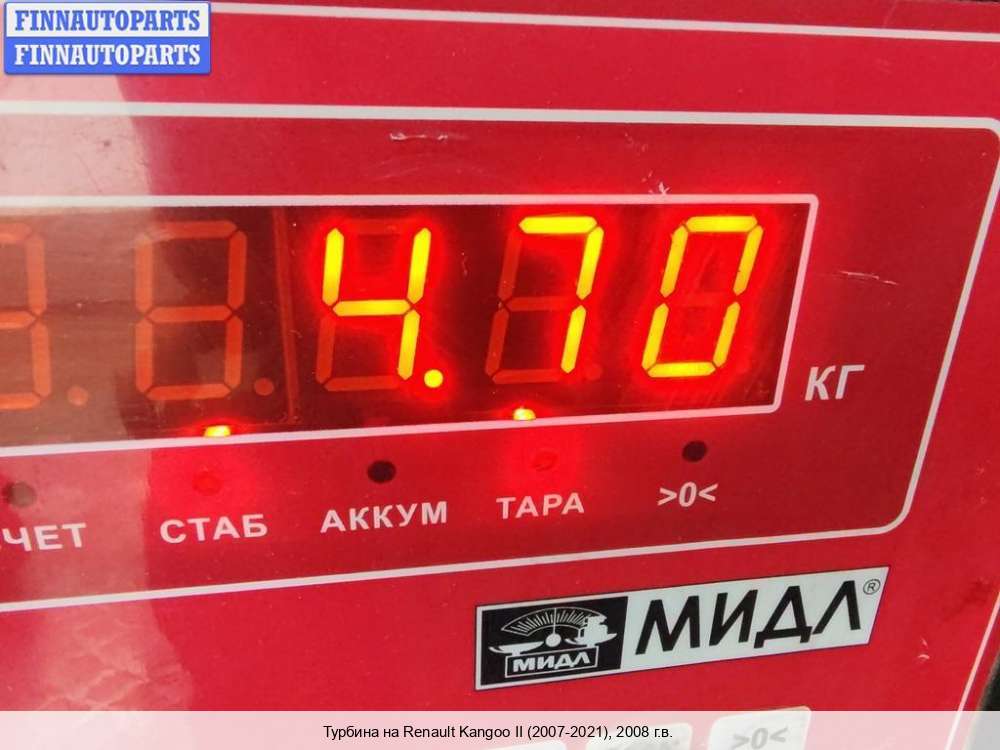 FINNAUTOPARTS
FINNAUTOPARTS
4.70
КГ
СТАБ АККУМ ТАРА >0<
МИДЛ МИДЛ®
>0<
Турбина на Renault Kangoo II (2007-2021), 2008 г.в.